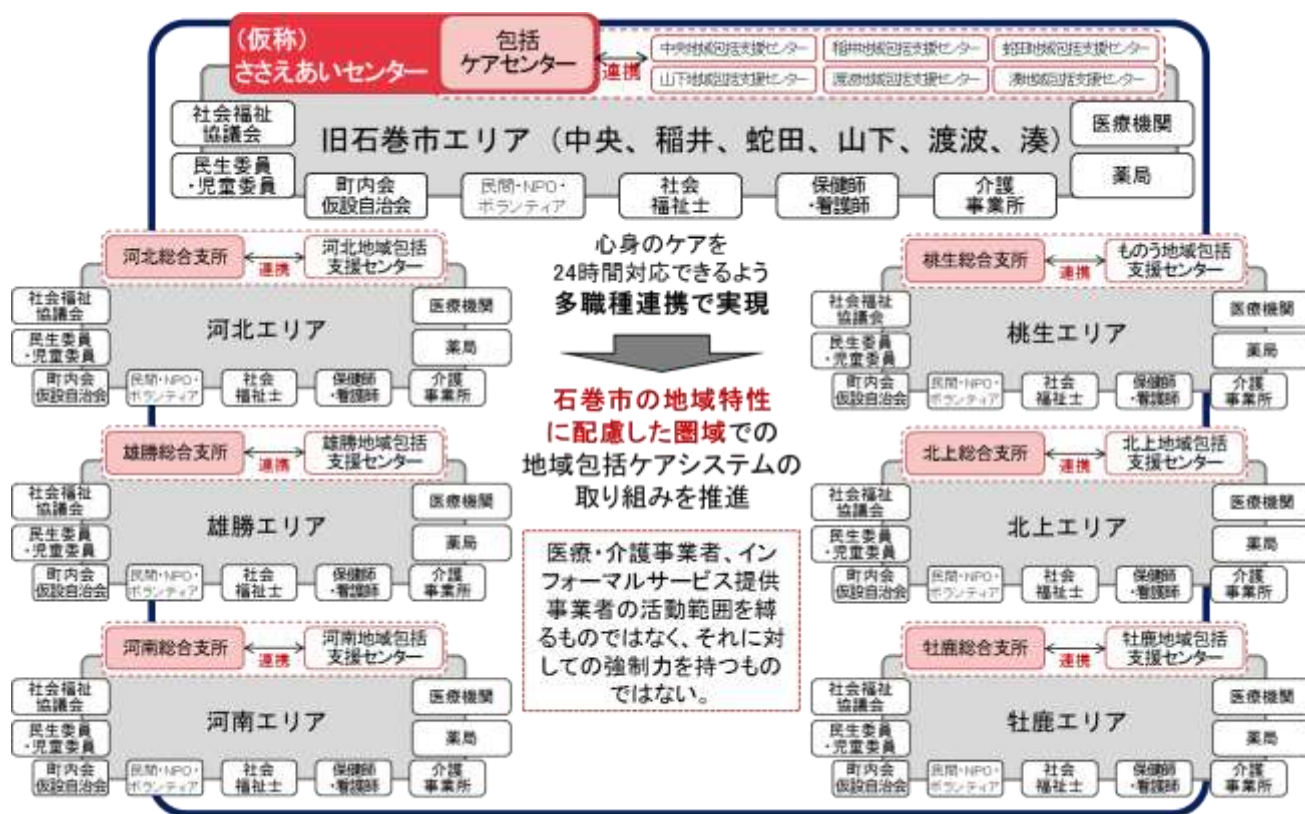 （仮称）
ささえあいセンター
包括
ケアセンター
連携
中央地域包括支援センター
稲井地域包括支援センター
蛇田地域包括支援センター
山下地域包括支援センター
渡波地域包括支援センター
湊地域包括支援センター
旧石巻市エリア（中央、稲井、蛇田、山下、渡波、湊）
社会福祉
協議会
民生委員
・児童委員
町内会
仮設自治会
民間・NPO・
ボランティア
社会
福祉士
保健師
・看護師
介護
事業所
医療機関
薬局
河北総合支所
連携
河北地域包括
支援センター
河北エリア
社会福祉
協議会
民生委員
・児童委員
町内会
仮設自治会
民間・NPO・
ボランティア
社会
福祉士
保健師
・看護師
介護
事業所
医療機関
薬局
雄勝総合支所
連携
雄勝地域包括
支援センター
雄勝エリア
社会福祉
協議会
民生委員
・児童委員
町内会
仮設自治会
民間・NPO・
ボランティア
社会
福祉士
保健師
・看護師
介護
事業所
医療機関
薬局
河南総合支所
連携
河南地域包括
支援センター
河南エリア
社会福祉
協議会
民生委員
・児童委員
町内会
仮設自治会
民間・NPO・
ボランティア
社会
福祉士
保健師
・看護師
介護
事業所
医療機関
薬局
心身のケアを
24時間対応できるよう
多職種連携で実現
石巻市の地域特性
に配慮した圏域での
地域包括ケアシステムの
取り組みを推進
医療・介護事業者、イン
フォーマルサービス提供
事業者の活動範囲を縛
るものではなく、それに対
しての強制力を持つもの
ではない。
桃生総合支所
連携
ものう地域包括
支援センター
桃生エリア
社会福祉
協議会
民生委員
・児童委員
町内会
仮設自治会
民間・NPO・
ボランティア
社会
福祉士
保健師
・看護師
介護
事業所
医療機関
薬局
北上総合支所
連携
北上地域包括
支援センター
北上エリア
社会福祉
協議会
民生委員
・児童委員
町内会
仮設自治会
民間・NPO・
ボランティア
社会
福祉士
保健師
・看護師
介護
事業所
医療機関
薬局
牡鹿総合支所
連携
牡鹿地域包括
支援センター
牡鹿エリア
社会福祉
協議会
民生委員
・児童委員
町内会
仮設自治会
民間・NPO・
ボランティア
社会
福祉士
保健師
・看護師
介護
事業所
医療機関
薬局